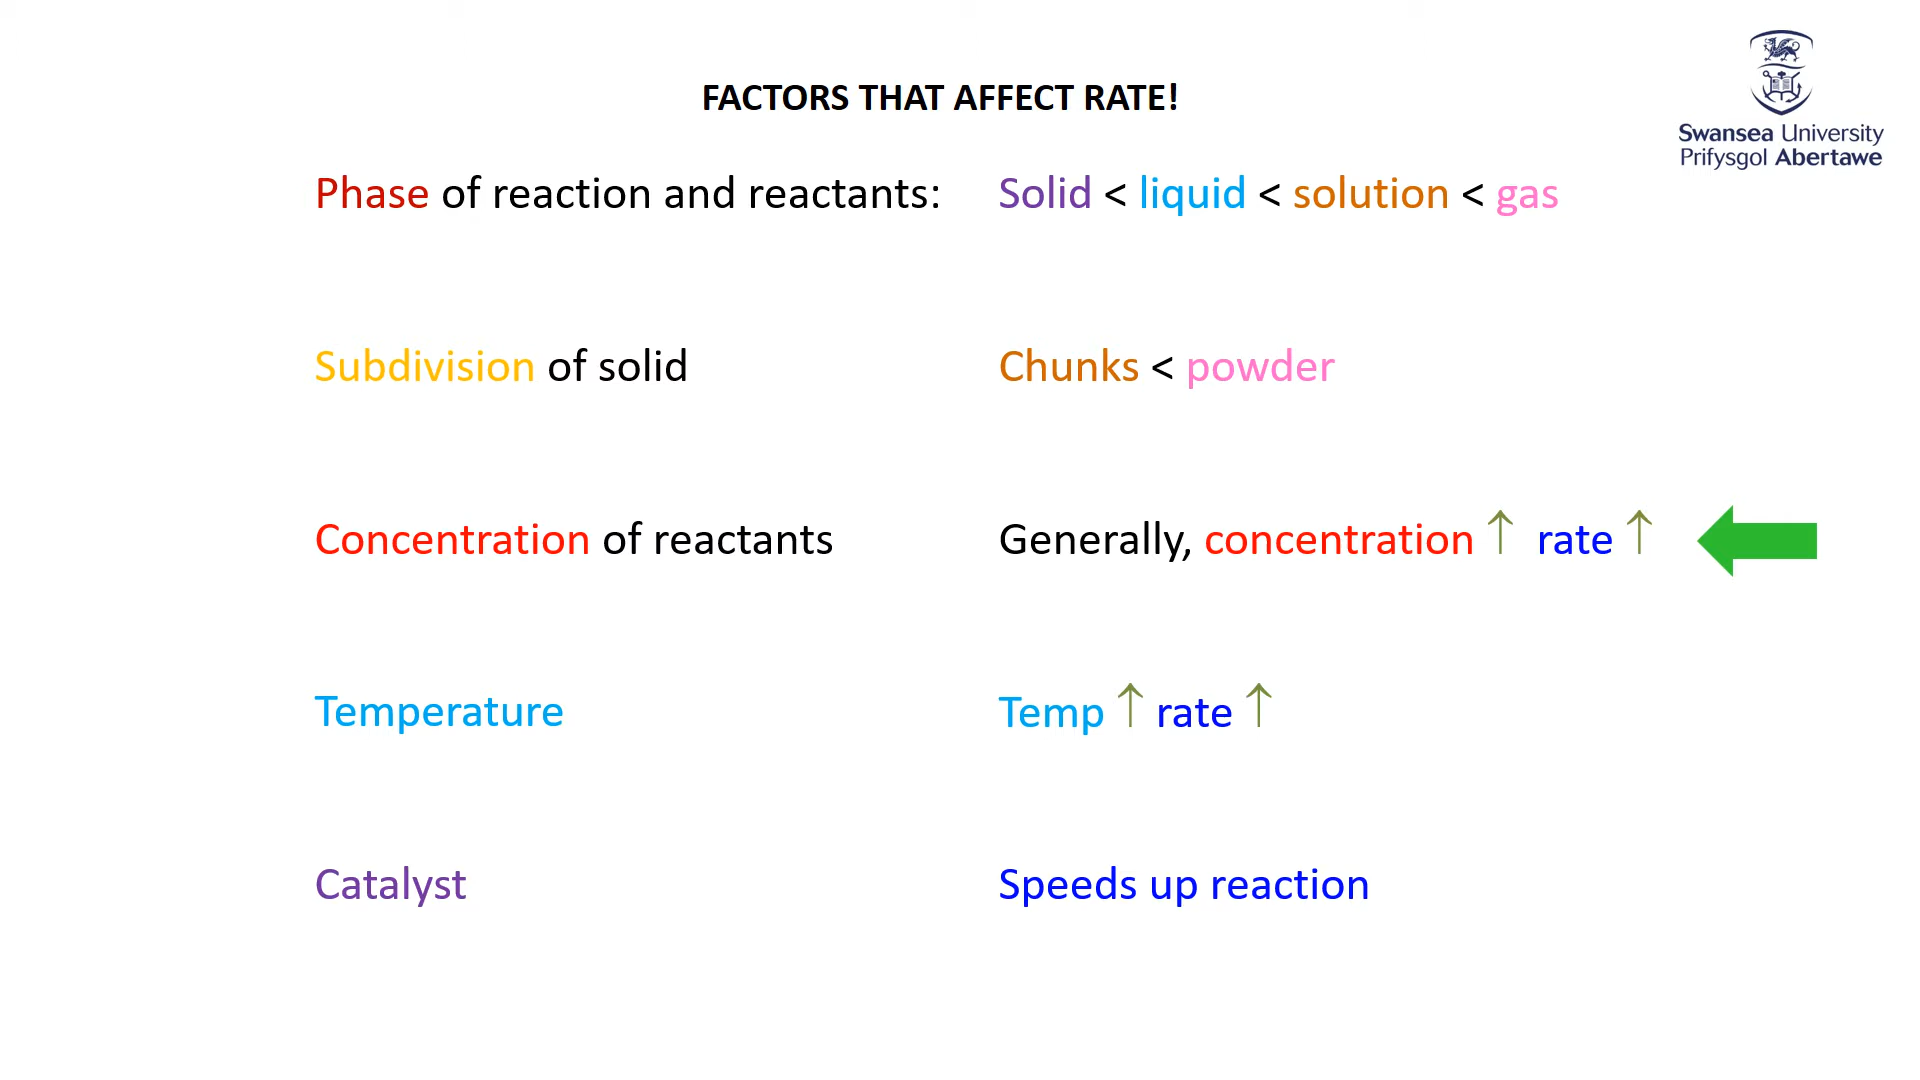 FACTORS THAT AFFECT RATE!
Swansea University
Prifysgol Abertawe
Phase of reaction and reactants: Solid < liquid < solution < gas
Subdivision of solid Chunks < powder
Concentration of reactants Generally, concentration ↑ rate ↑
Temperature Temp ↑ rate ↑
Catalyst Speeds up reaction